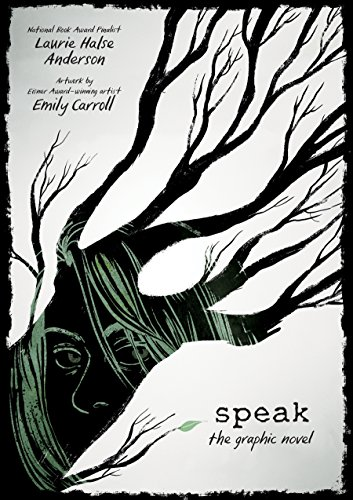 National Book Award Finalist
Laurie Halse
Anderson
Artwork by
Eisner Award-winning artist
Emily Carroll
speak
the graphic novel